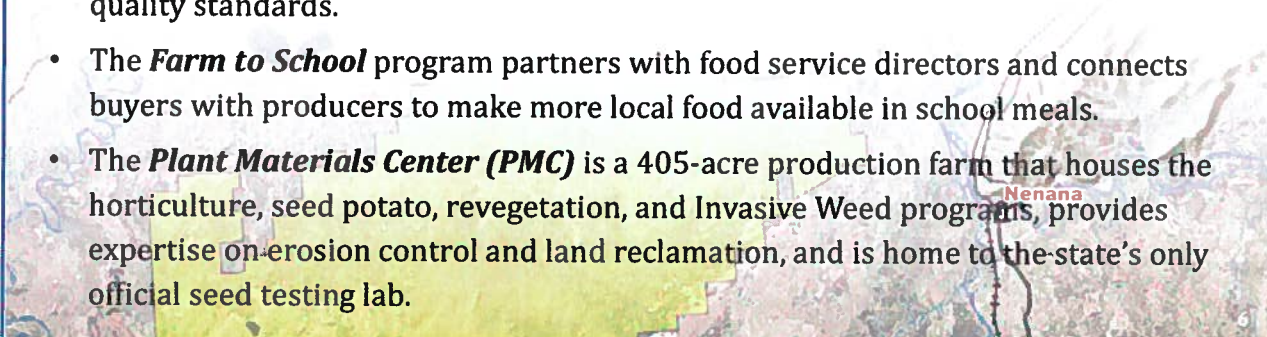 quality standards.
• The Farm to School program partners with food service directors and connects
buyers with producers to make more local food available in school meals.
• The Plant Materials Center (PMC) is a 405-acre production farm that houses the
Nenana
horticulture, seed potato, revegetation, and Invasive Weed programs, provides
expertise on erosion control and land reclamation, and is home to the state's only
official seed testing lab.
6